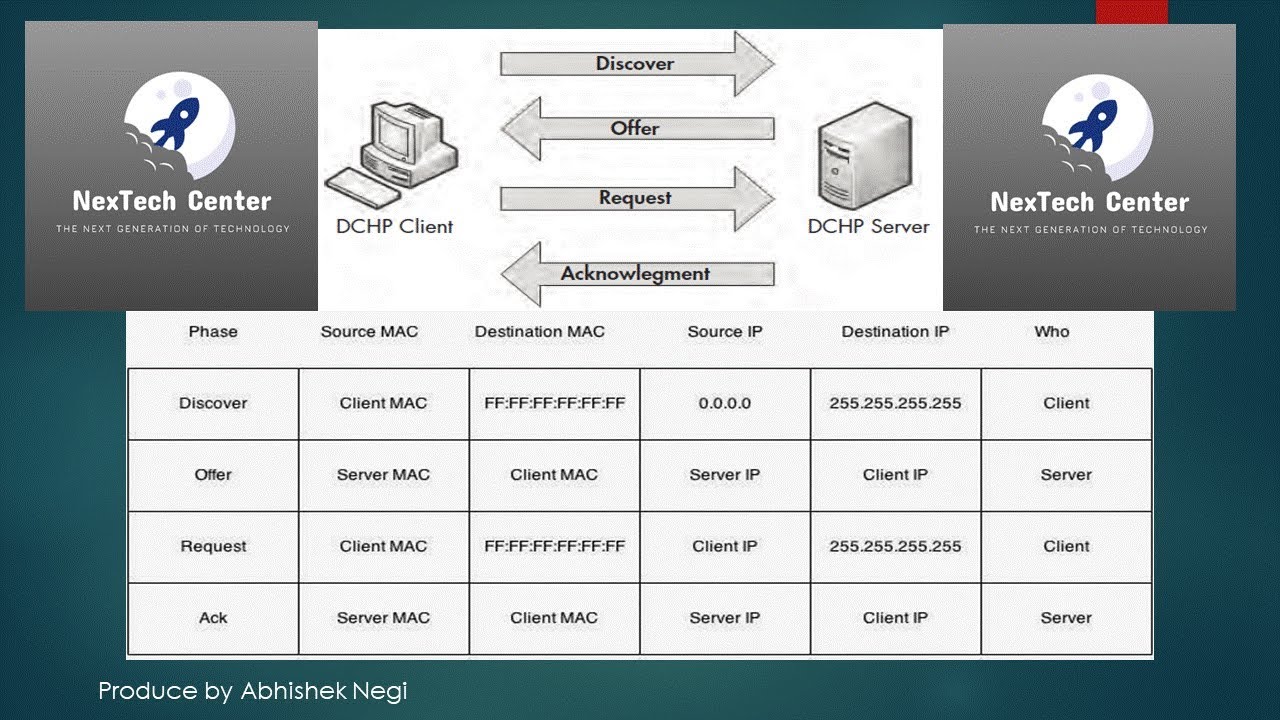 NexTech Center
THE NEXT GENERATION OF TECHNOLOGY
Discover
Offer
Request
Acknowlegment
DCHP Client
DCHP Server
NexTech Center
THE NEXT GENERATION OF TECHNOLOGY
Phase Source MAC Destination MAC Source IP Destination IP Who
Discover Client MAC FF:FF:FF:FF:FF:FF 0.0.0.0 255.255.255.255 Client
Offer Server MAC Client MAC Server IP Client IP Server
Request Client MAC FF:FF:FF:FF:FF:FF Client IP 255.255.255.255 Client
Ack Server MAC Client MAC Server IP Client IP Server
Produce by Abhishek Negi